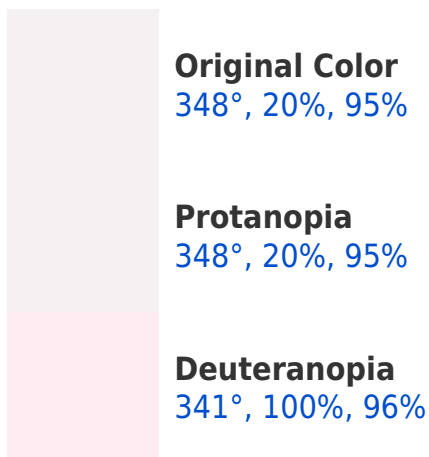 Original Color
348°, 20%, 95%
Protanopia
348°, 20%, 95%
Deuteranopia
341°, 100%, 96%